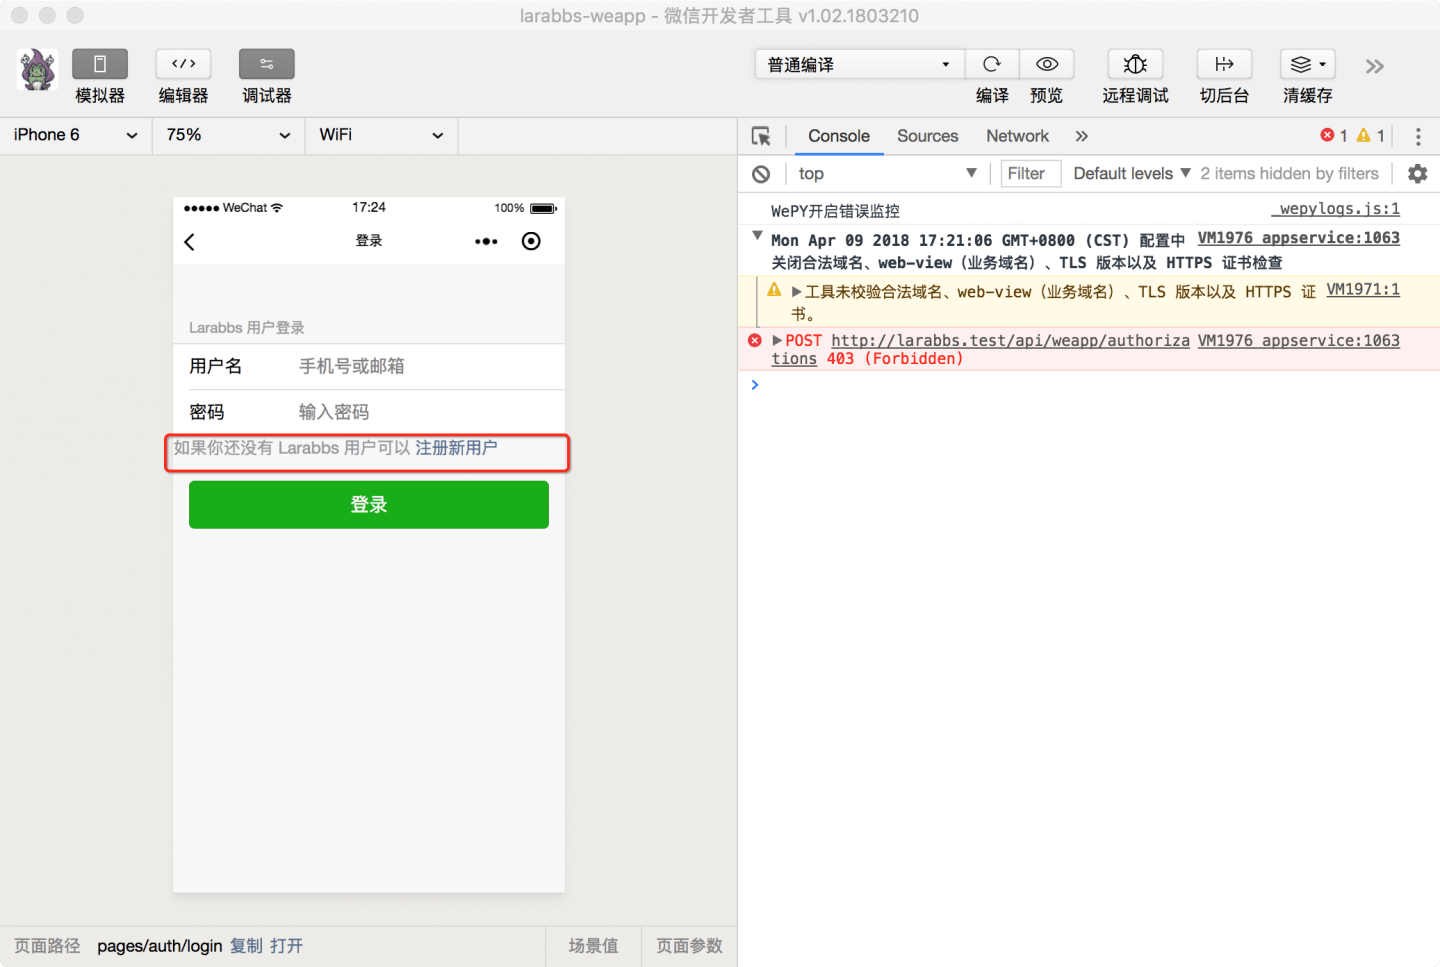 larabbs-weapp - 微信开发者工具 v1.02.1803210
模拟器 编辑器 调试器 普通编译 编译 预览 远程调试 切后台 清缓存
iPhone 6 75% WiFi
Console Sources Network 1 1
top Filter Default levels 2 items hidden by filters
WeChat 17:24 100%
登录
Larabbs 用户登录
用户名 手机号或邮箱
密码 输入密码
如果你还没有 Larabbs 用户可以 注册新用户
登录
WePY开启错误监控 _wepylogs.js:1
Mon Apr 09 2018 17:21:06 GMT+0800 (CST) 配置中 VM1976 appservice:1063
关闭合法域名、web-view（业务域名）、TLS 版本以及 HTTPS 证书检查
工具未校验合法域名、web-view（业务域名）、TLS 版本以及 HTTPS 证 VM1971:1
书。
POST http://larabbs.test/api/weapp/authoriza VM1976 appservice:1063
tions 403 (Forbidden)
页面路径 pages/auth/login 复制 打开 场景值 页面参数